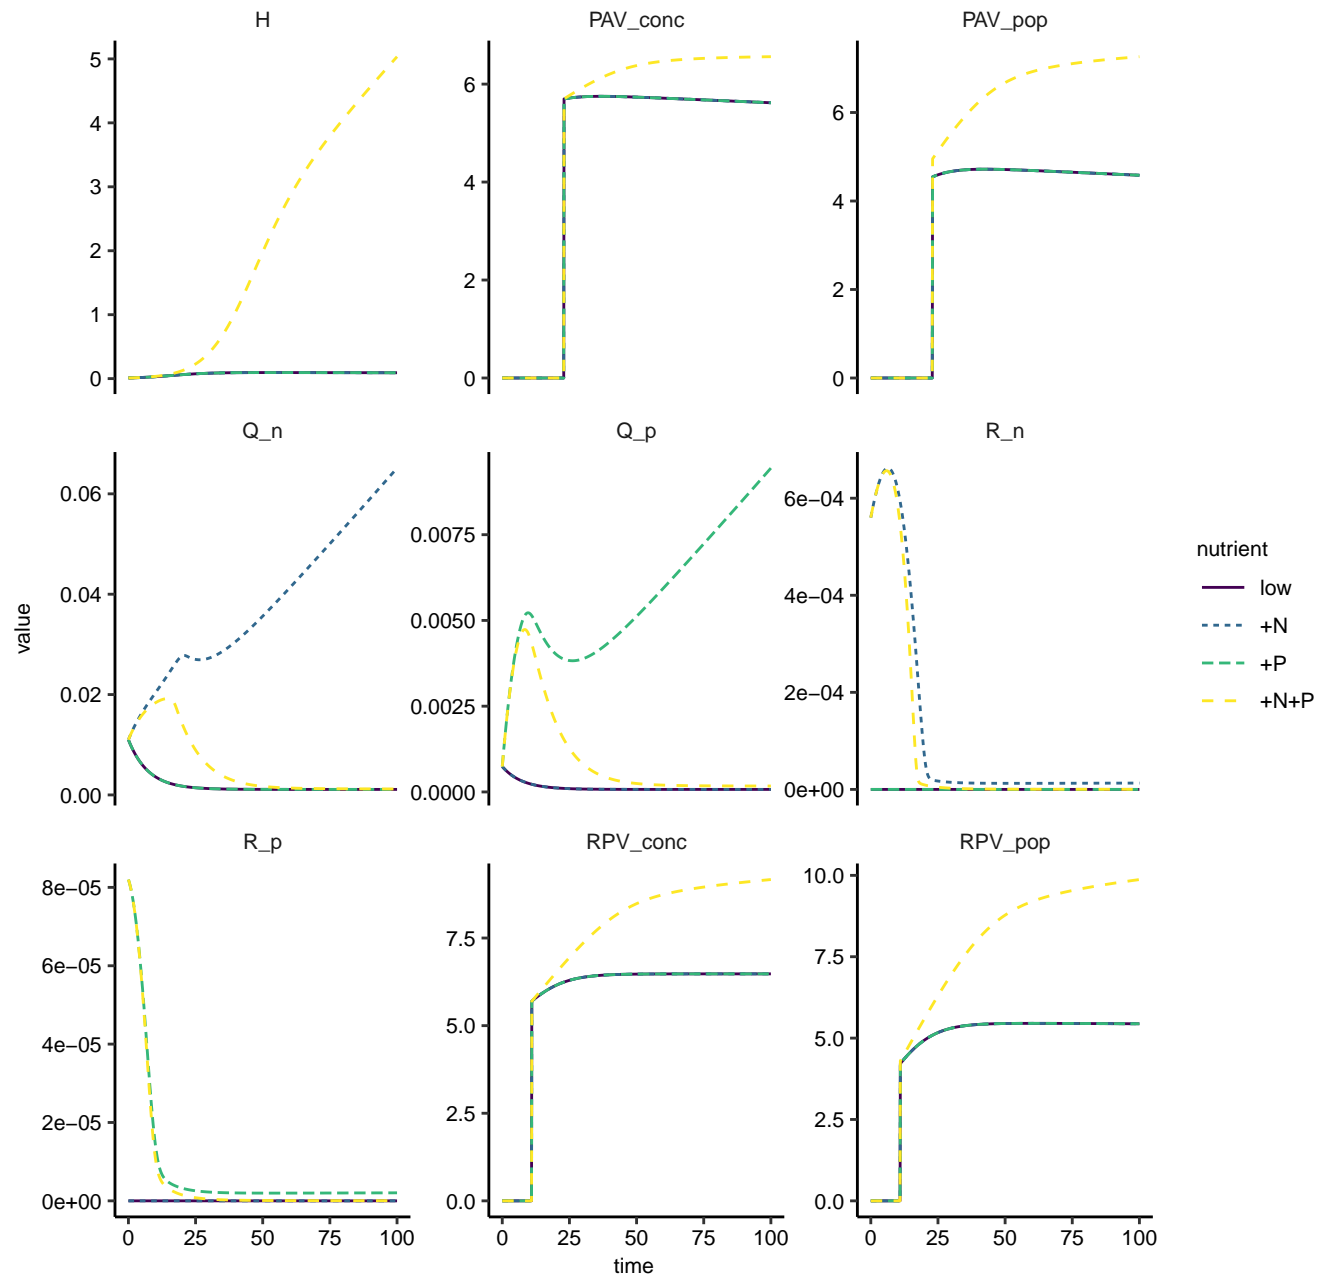 H
PAV_conc
PAV_pop
5
4
3
2
1
0
6
4
2
0
6
4
2
0
Q_n
Q_p
R_n
0.06
0.04
0.02
0.00
0.0075
0.0050
0.0025
0.0000
6e−04
4e−04
2e−04
0e+00
value
nutrient
low
+N
+P
+N+P
R_p
RPV_conc
RPV_pop
8e−05
6e−05
4e−05
2e−05
0e+00
7.5
5.0
2.5
0.0
10.0
7.5
5.0
2.5
0.0
0 25 50 75 100
0 25 50 75 100
0 25 50 75 100
time